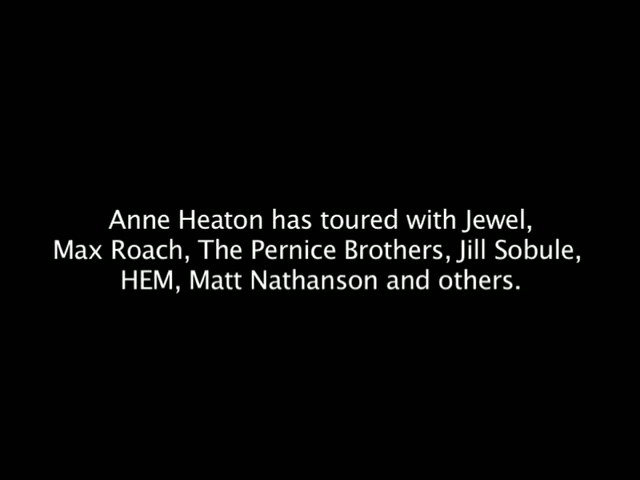 Anne Heaton has toured with Jewel,
Max Roach, The Pernice Brothers, Jill Sobule,
HEM, Matt Nathanson and others.